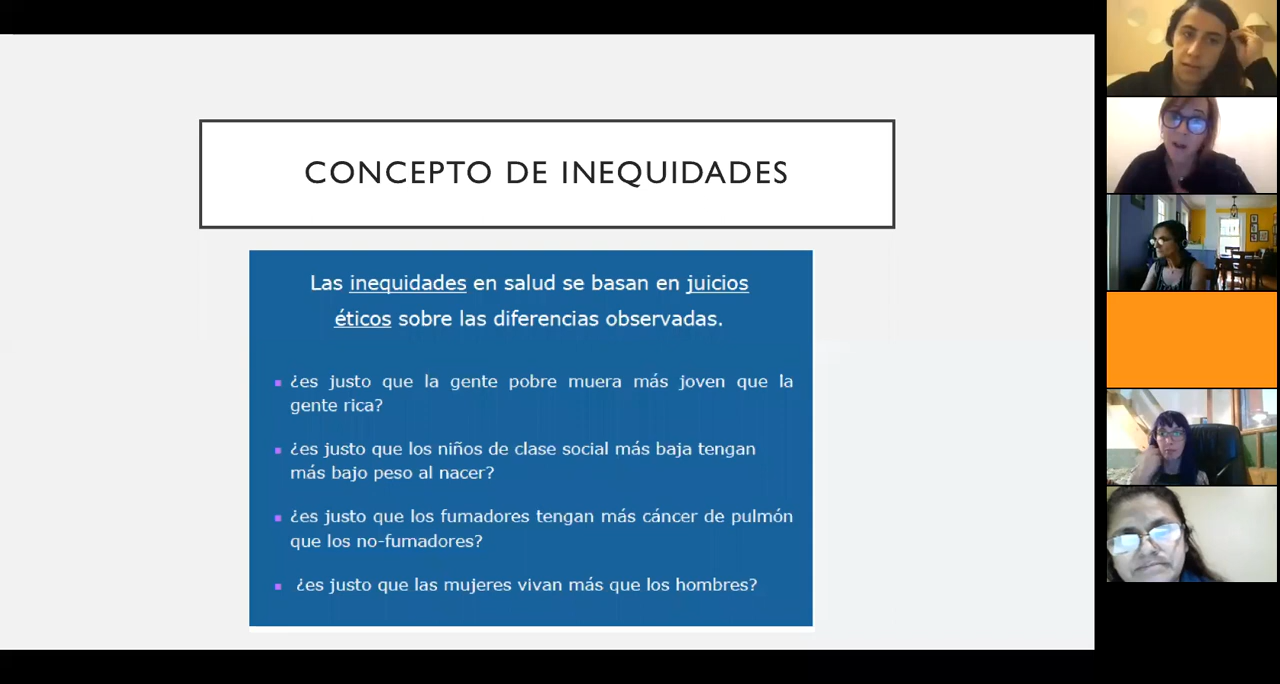 CONCEPTO DE INEQUIDADES
Las inequidades en salud se basan en juicios
éticos sobre las diferencias observadas.
▪ ¿es justo que la gente pobre muera más joven que la
gente rica?
▪ ¿es justo que los niños de clase social más baja tengan
más bajo peso al nacer?
▪ ¿es justo que los fumadores tengan más cáncer de pulmón
que los no-fumadores?
▪ ¿es justo que las mujeres vivan más que los hombres?